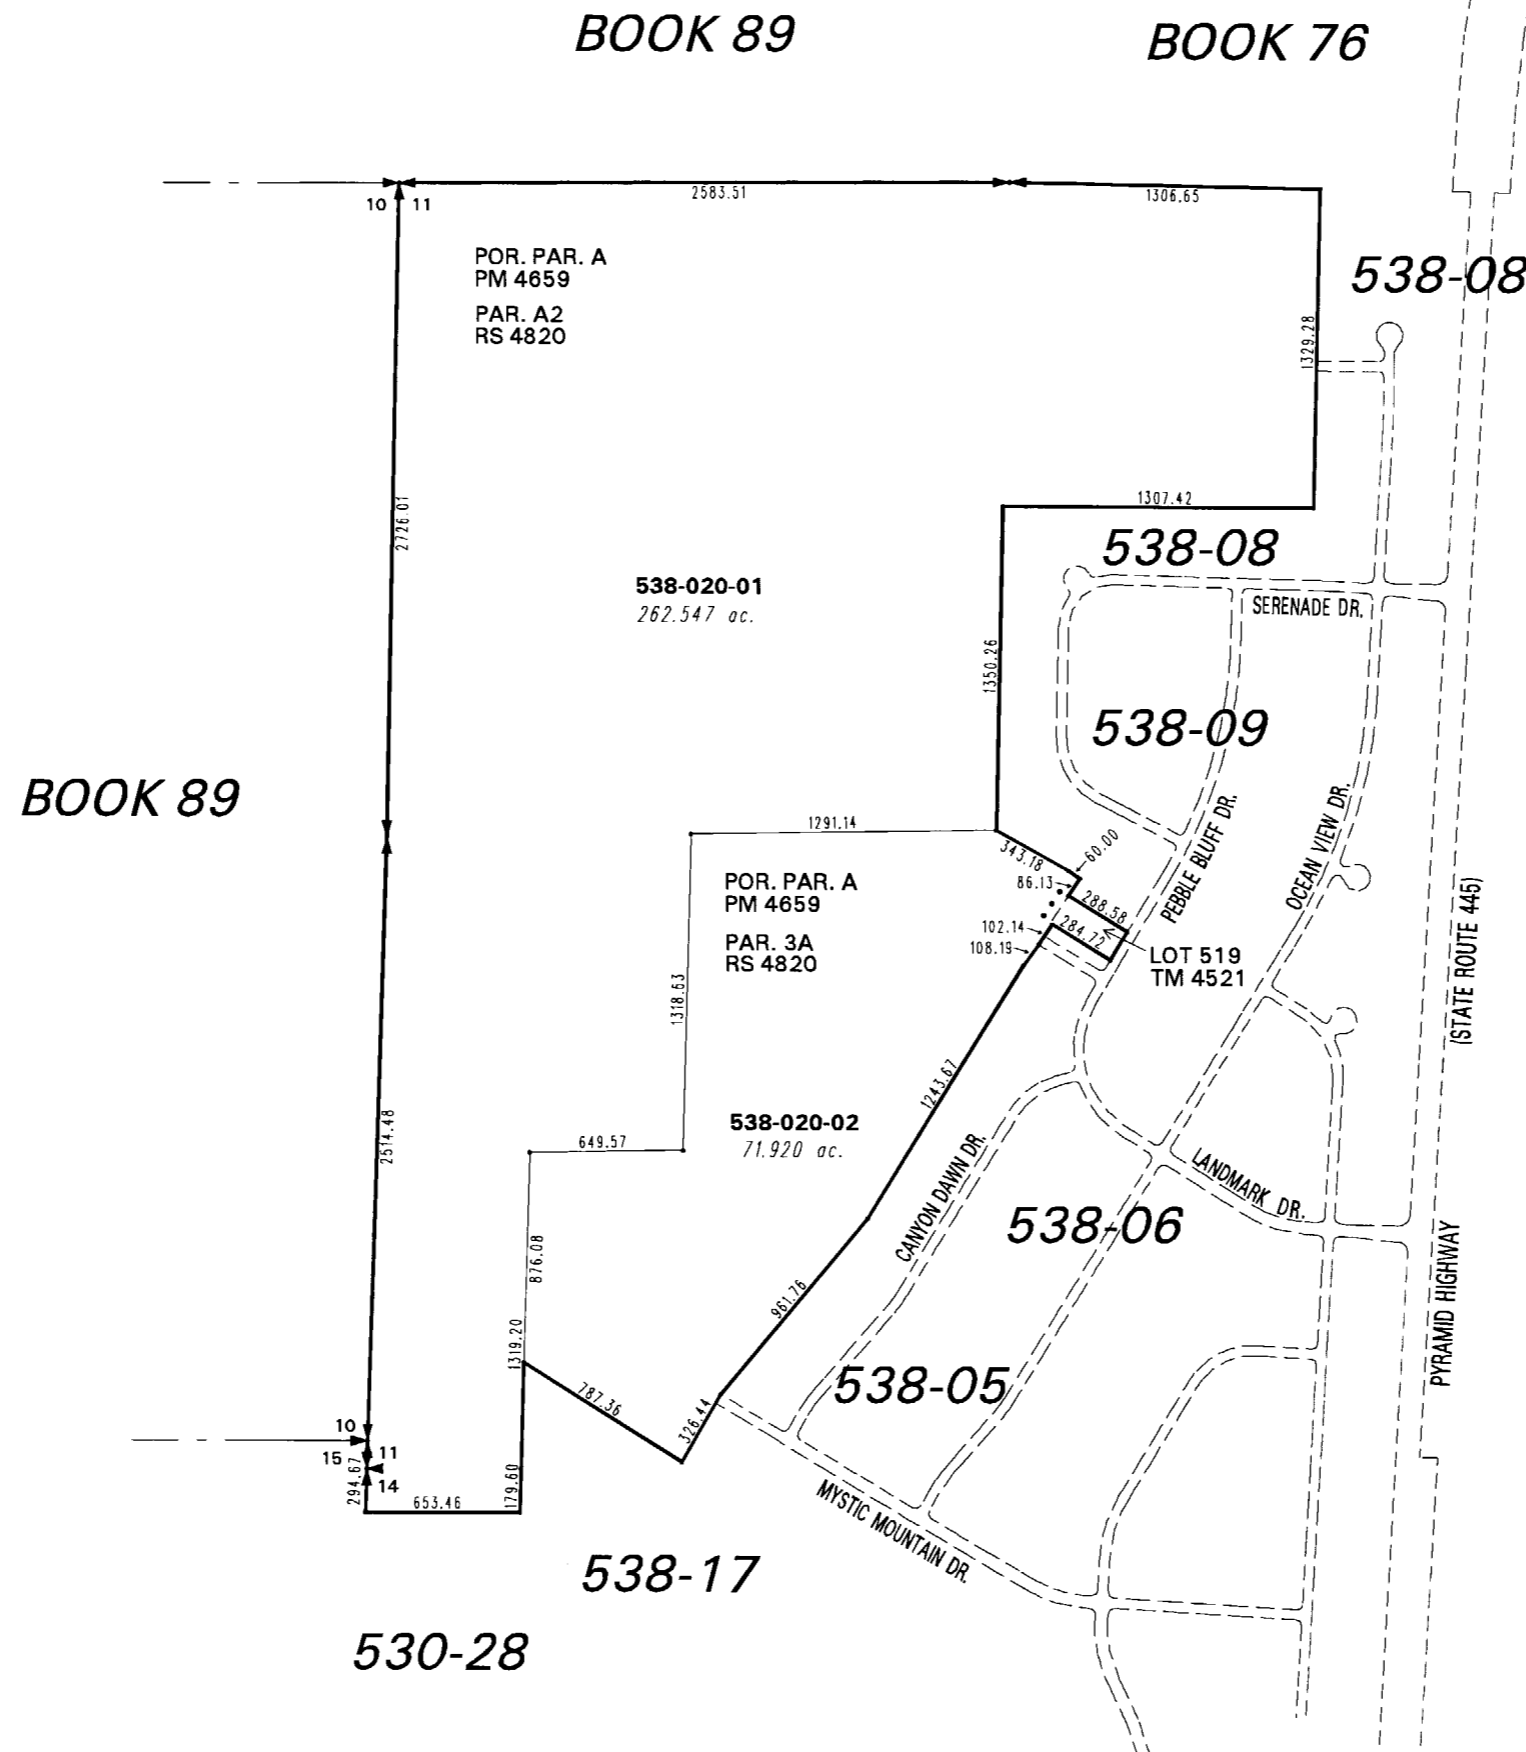 BOOK 89
BOOK 76
2583.51
1306.65
10
11
POR. PAR. A
PM 4659
PAR. A2
RS 4820
538-08
1329.28
2726.01
1307.42
538-08
538-020-01
262.547 ac.
SERENADE DR.
1350.26
538-09
BOOK 89
1291.14
343.18
60.00
PEBBLE BLUFF DR.
OCEAN VIEW DR.
POR. PAR. A
PM 4659
86.13
288.58
PAR. 3A
RS 4820
102.14
284.72
108.19
LOT 519
TM 4521
(STATE ROUTE 445)
1318.63
1243.67
2514.48
649.57
538-020-02
71.920 ac.
CANYON DAWN DR.
LANDMARK DR.
538-06
876.08
961.76
PYRAMID HIGHWAY
1319.20
787.36
326.44
538-05
10
15
11
14
294.67
653.46
179.60
MYSTIC MOUNTAIN DR.
538-17
530-28